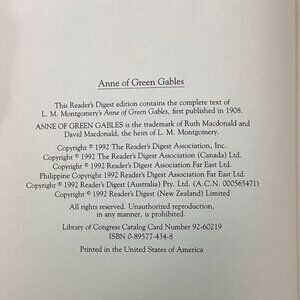 Anne of Green Gables
This Reader's Digest edition contains the complete text of
L. M. Montgomery's Anne of Green Gables, first published in 1908.
ANNE OF GREEN GABLES is the trademark of Ruth Macdonald and
David Macdonald, the heirs of L. M. Montgomery.
Copyright © 1992 The Reader's Digest Association, Inc.
Copyright © 1992 The Reader's Digest Association (Canada) Ltd.
Copyright © 1992 Reader's Digest Association Far East Ltd.
Philippine Copyright 1992 Reader's Digest Association Far East Ltd.
Copyright © 1992 Reader's Digest (Australia) Pty. Ltd. (A.C.N. 000565471)
Copyright © 1992 Reader's Digest (New Zealand) Limited
All rights reserved. Unauthorized reproduction,
in any manner, is prohibited.
Library of Congress Catalog Card Number 92-60219
ISBN 0-89577-434-8
Printed in the United States of America